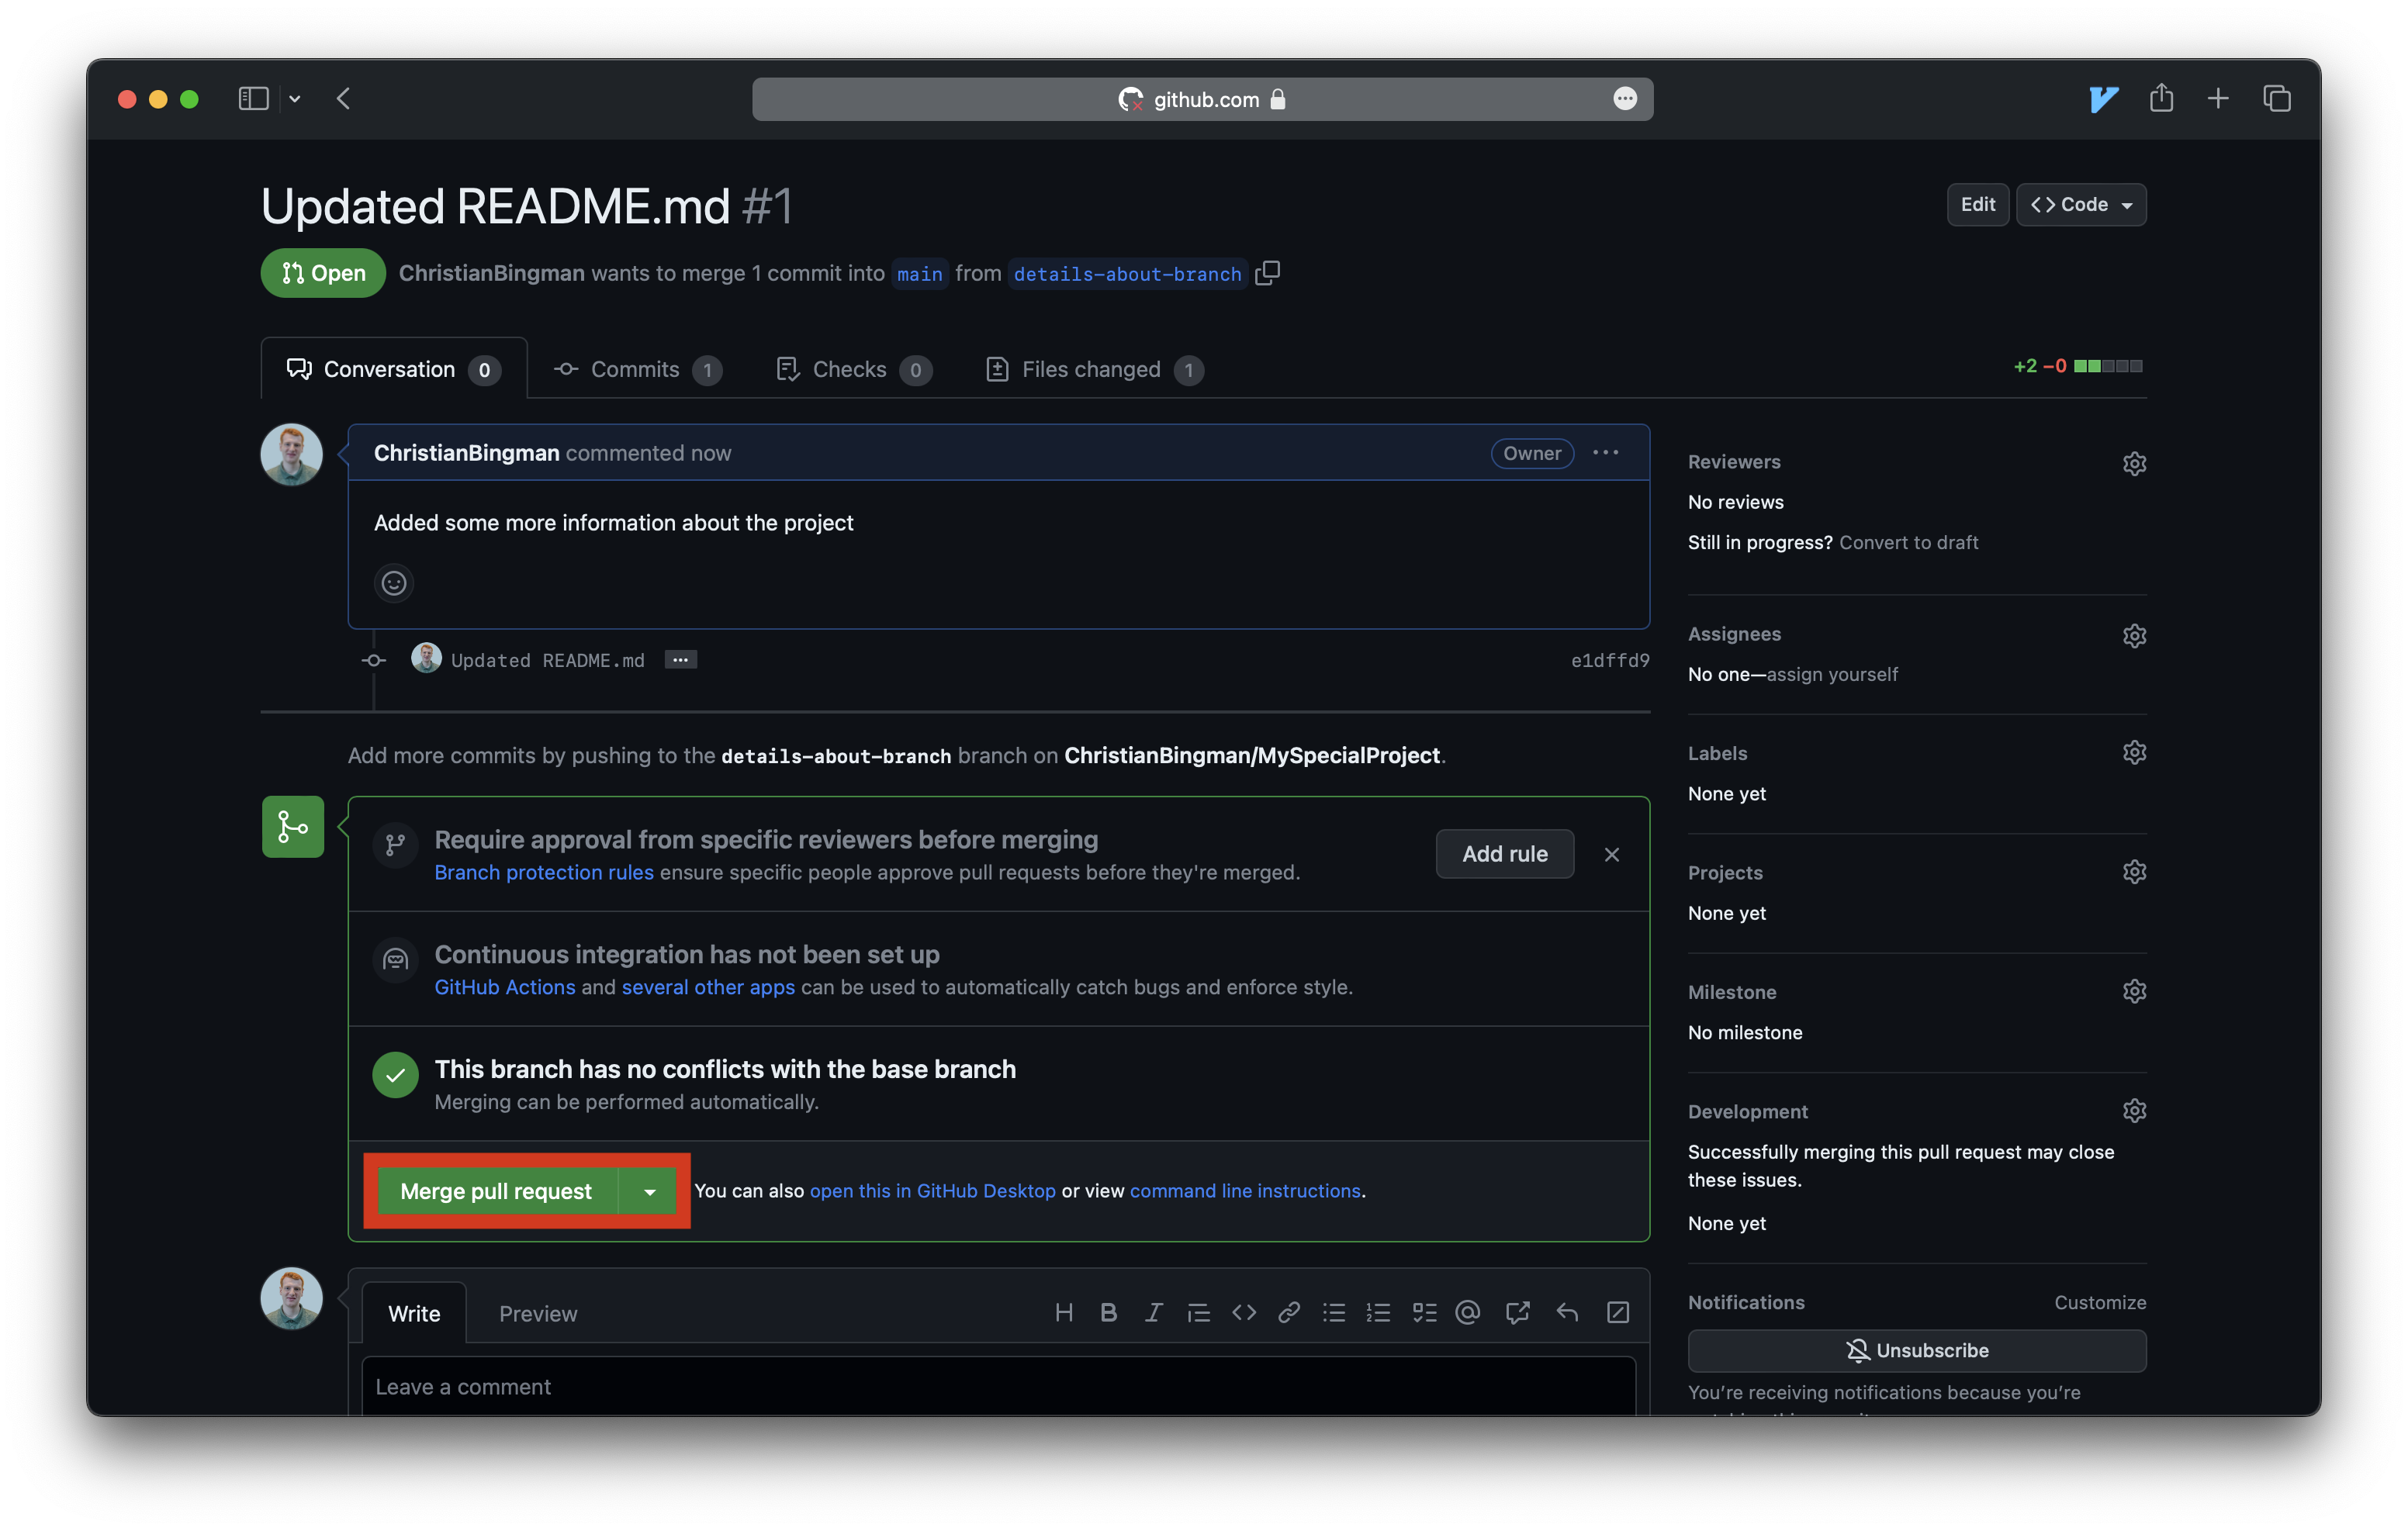 github.com
Updated README.md #1
Edit
Code
Open
ChristianBingman wants to merge 1 commit into main from details-about-branch
Conversation 0
Commits 1
Checks 0
Files changed 1
+2 −0
ChristianBingman commented now
Owner
Added some more information about the project
Updated README.md
e1dffd9
Add more commits by pushing to the details-about-branch branch on ChristianBingman/MySpecialProject.
Require approval from specific reviewers before merging
Branch protection rules ensure specific people approve pull requests before they're merged.
Add rule
Continuous integration has not been set up
GitHub Actions and several other apps can be used to automatically catch bugs and enforce style.
This branch has no conflicts with the base branch
Merging can be performed automatically.
Merge pull request
You can also open this in GitHub Desktop or view command line instructions.
Write
Preview
Leave a comment
Reviewers
No reviews
Still in progress? Convert to draft
Assignees
No one—assign yourself
Labels
None yet
Projects
None yet
Milestone
No milestone
Development
Successfully merging this pull request may close
these issues.
None yet
Notifications
Customize
Unsubscribe
You're receiving notifications because you're